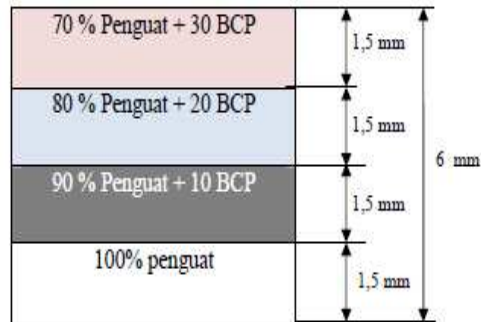 70 % Penguat + 30 BCP
1,5 mm
80 % Penguat + 20 BCP
1,5 mm
6 mm
90 % Penguat + 10 BCP
1,5 mm
100% penguat
1,5 mm